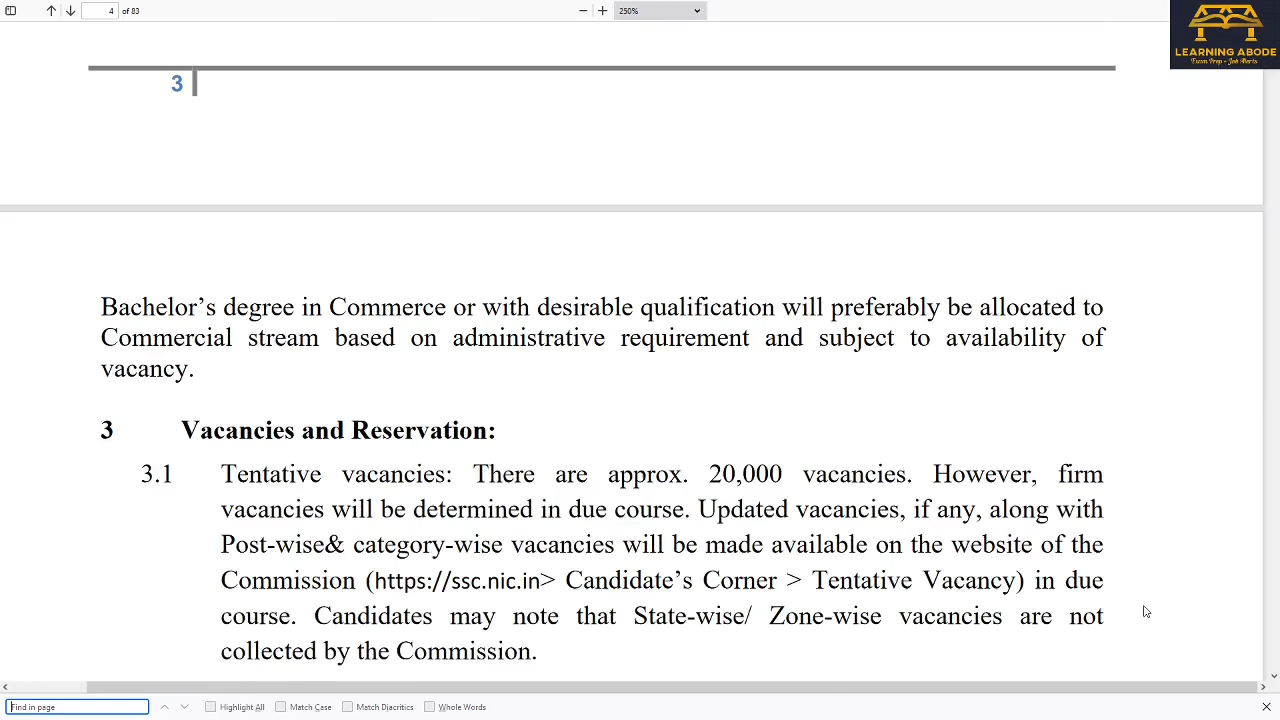 4 of 83
250%
LEARNING ABODE
Exam Prep - Job Alerts
3
Bachelor’s degree in Commerce or with desirable qualification will preferably be allocated to
Commercial stream based on administrative requirement and subject to availability of
vacancy.
3 Vacancies and Reservation:
3.1 Tentative vacancies: There are approx. 20,000 vacancies. However, firm
vacancies will be determined in due course. Updated vacancies, if any, along with
Post-wise& category-wise vacancies will be made available on the website of the
Commission (https://ssc.nic.in> Candidate’s Corner > Tentative Vacancy) in due
course. Candidates may note that State-wise/ Zone-wise vacancies are not
collected by the Commission.
Find in page Highlight All Match Case Match Diacritics Whole Words